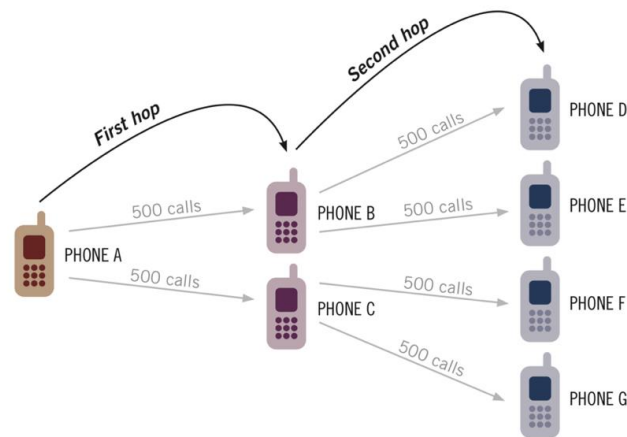 First hop
Second hop
PHONE A
500 calls
500 calls
PHONE B
PHONE C
500 calls
500 calls
500 calls
500 calls
PHONE D
PHONE E
PHONE F
PHONE G